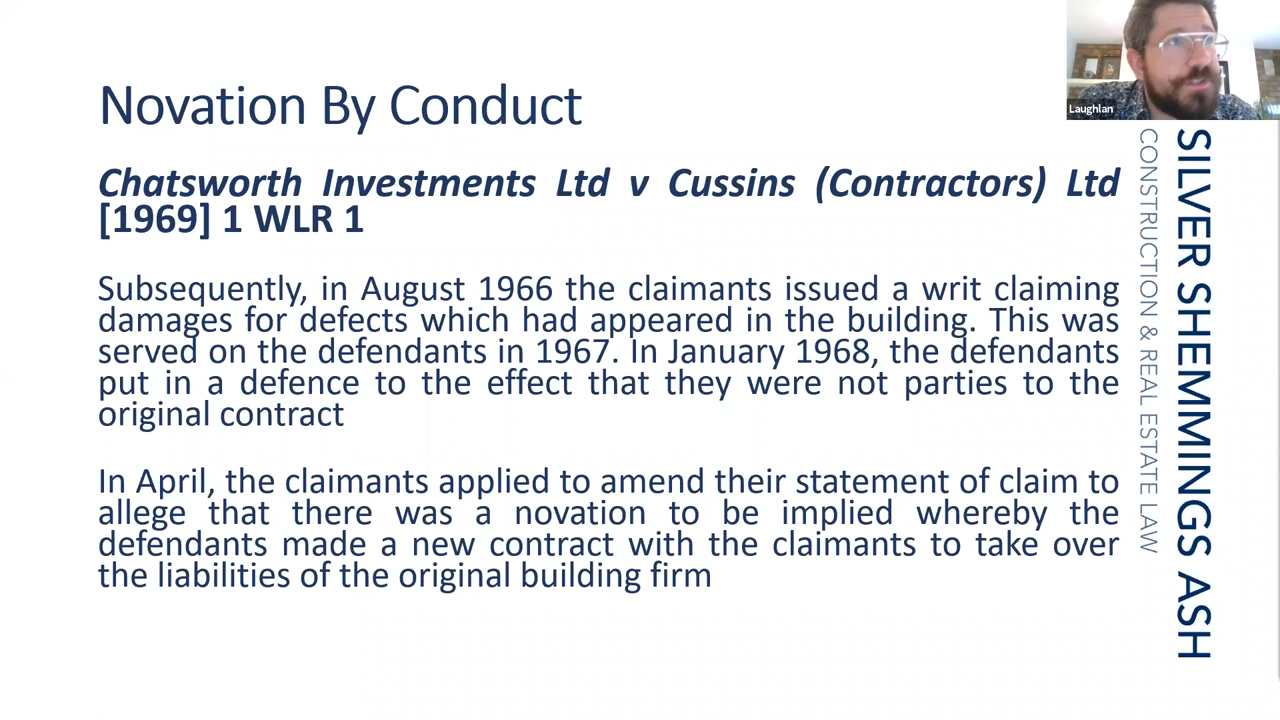 Novation By Conduct
Chatsworth Investments Ltd v Cussins (Contractors) Ltd
[1969] 1 WLR 1
Subsequently, in August 1966 the claimants issued a writ claiming
damages for defects which had appeared in the building. This was
served on the defendants in 1967. In January 1968, the defendants
put in a defence to the effect that they were not parties to the
original contract
In April, the claimants applied to amend their statement of claim to
allege that there was a novation to be implied whereby the
defendants made a new contract with the claimants to take over
the liabilities of the original building firm
Laughlan
SILVER SHEMMINGS ASH
CONSTRUCTION & REAL ESTATE LAW